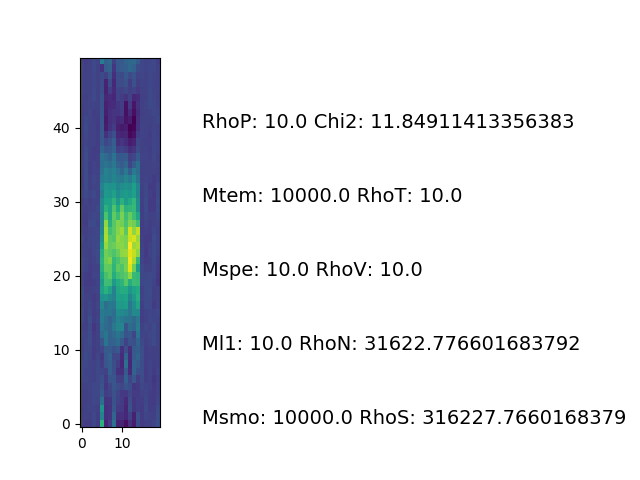 40
RhoP: 10.0 Chi2: 11.84911413356383
30
Mtem: 10000.0 RhoT: 10.0
20
Mspe: 10.0 RhoV: 10.0
10
Ml1: 10.0 RhoN: 31622.776601683792
0
Msmo: 10000.0 RhoS: 316227.7660168379
0 10